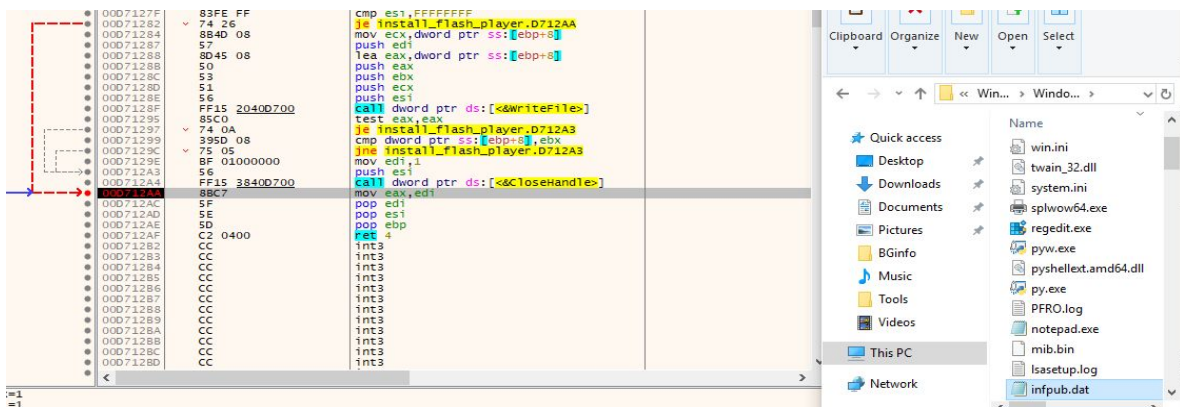 00D7127F 83FE FF cmp esi,FFFFFFFF
00D71282 74 26 je install_flash_player.D712AA
00D71284 8B4D 08 mov ecx,dword ptr ss:[ebp+8]
00D71287 57 push edi
00D71288 8D45 08 lea eax,dword ptr ss:[ebp+8]
00D7128B 50 push eax
00D7128C 53 push ebx
00D7128D 51 push ecx
00D7128E 56 push esi
00D7128F FF15 2040D700 call dword ptr ds:[<&WriteFile>]
00D71295 85C0 test eax,eax
00D71297 74 0A je install_flash_player.D712A3
00D71299 395D 08 cmp dword ptr ss:[ebp+8],ebx
00D7129C 75 05 jne install_flash_player.D712A3
00D7129E BF 01000000 mov edi,1
00D712A3 56 push esi
00D712A4 FF15 3840D700 call dword ptr ds:[<&CloseHandle>]
00D712AA 8BC7 mov eax,edi
00D712AC 5F pop edi
00D712AD 5E pop esi
00D712AE 5D pop ebp
00D712AF C2 0400 ret 4
00D712B2 CC int3
00D712B3 CC int3
00D712B4 CC int3
00D712B5 CC int3
00D712B6 CC int3
00D712B7 CC int3
00D712B8 CC int3
00D712B9 CC int3
00D712BA CC int3
00D712BB CC int3
00D712BC CC int3
00D712BD CC int3
:=1
=1
Clipboard Organize New Open Select
« Win... › Windo... ›
Quick access
Desktop
Downloads
Documents
Pictures
BGinfo
Music
Tools
Videos
This PC
Network
Name
win.ini
twain_32.dll
system.ini
splwow64.exe
regedit.exe
pyw.exe
pyshellext.amd64.dll
py.exe
PFRO.log
notepad.exe
mib.bin
lsasetup.log
infpub.dat